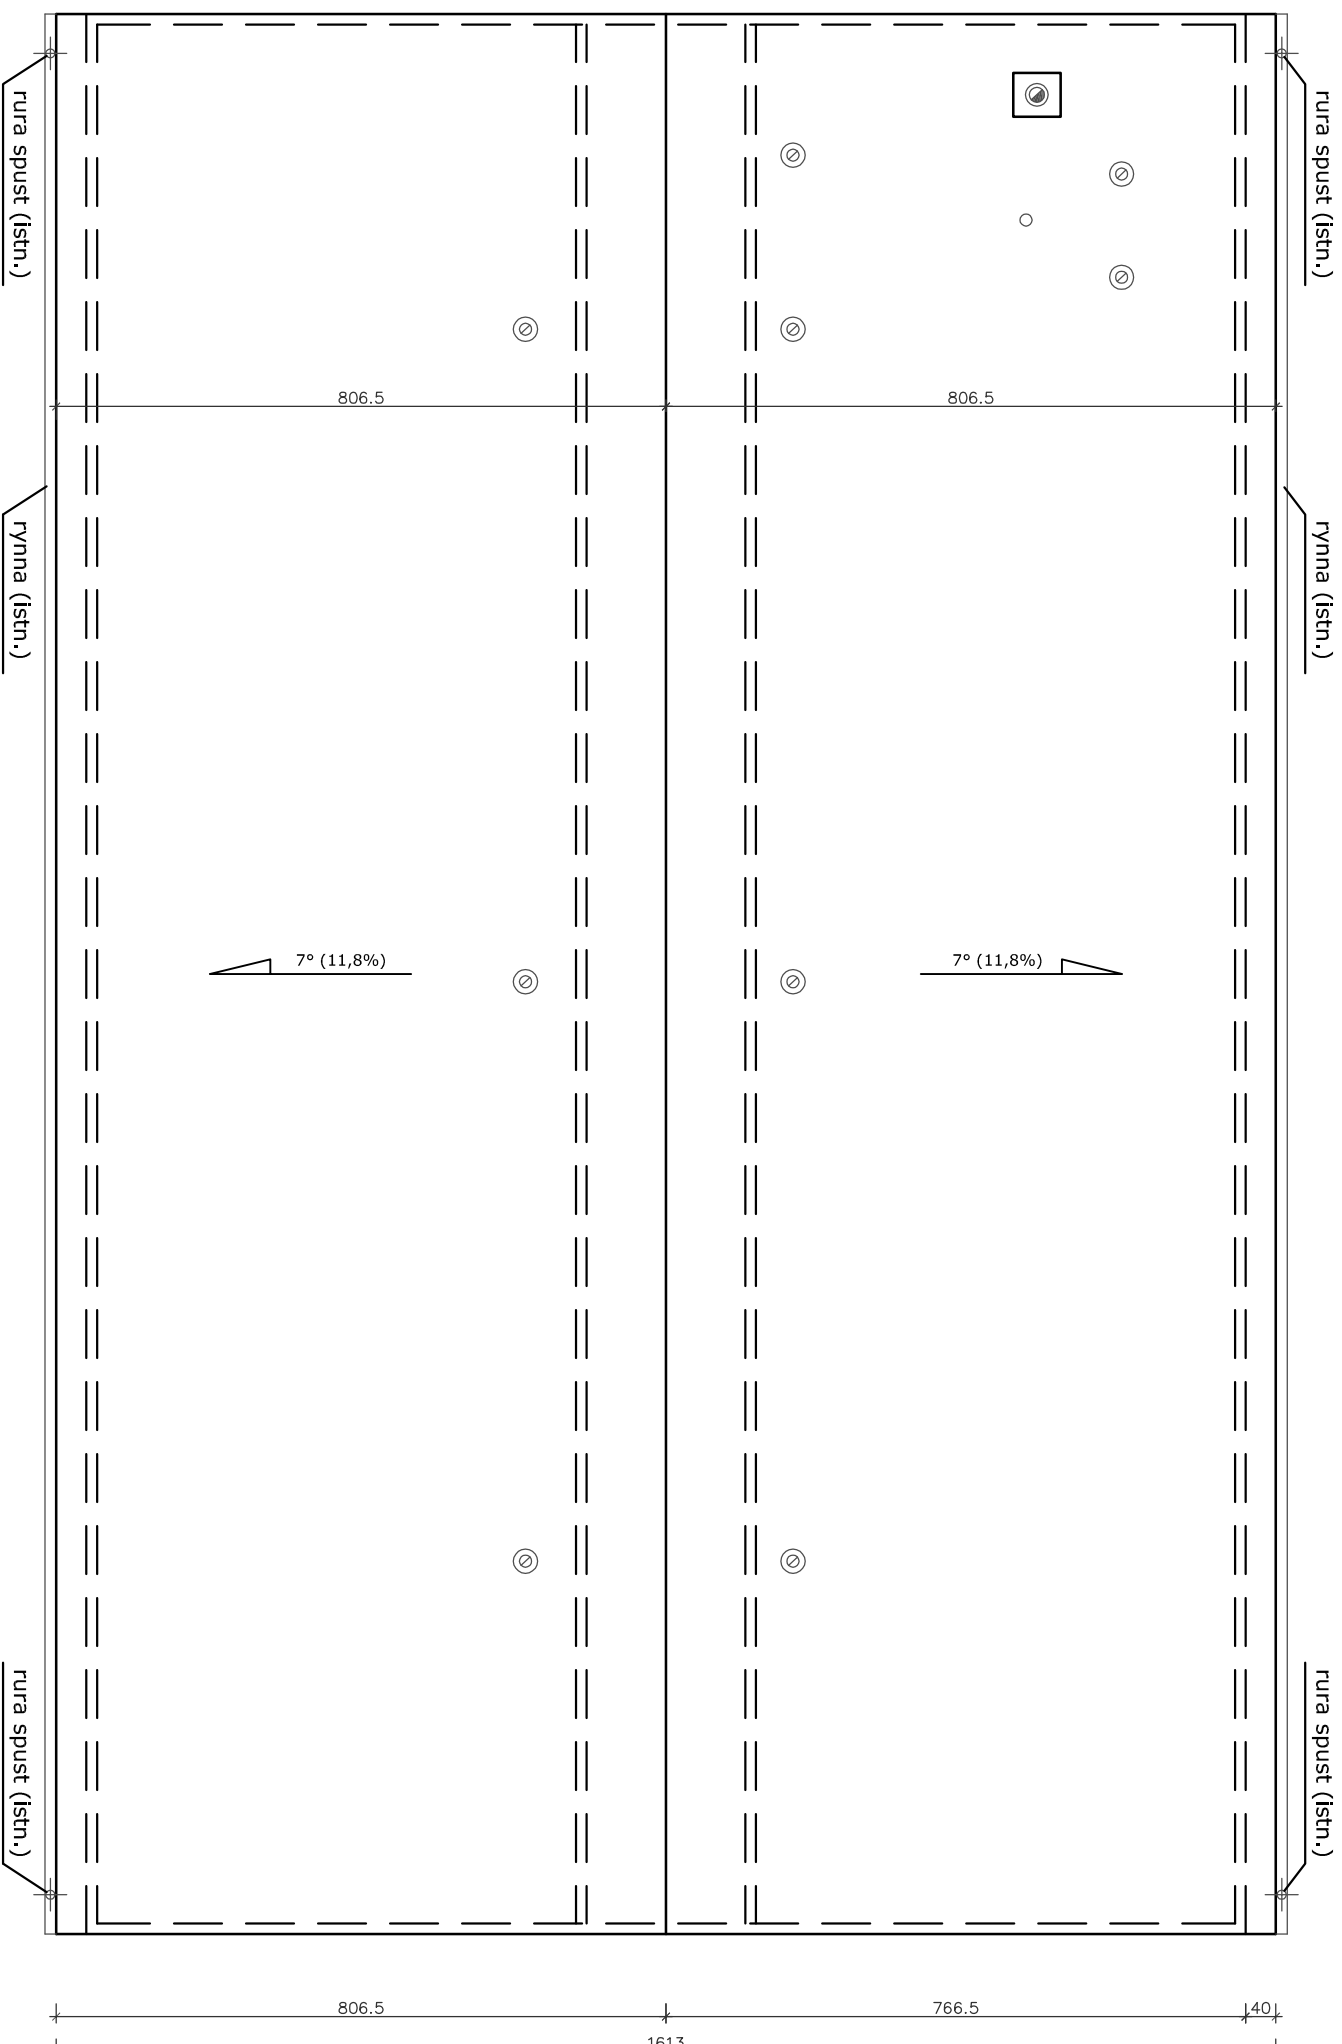 rura spust (istn.)
rura spust (istn.)
806.5
806.5
rynna (istn.)
rynna (istn.)
7° (11,8%)
7° (11,8%)
rura spust (istn.)
rura spust (istn.)
806.5
766.5
40
1613